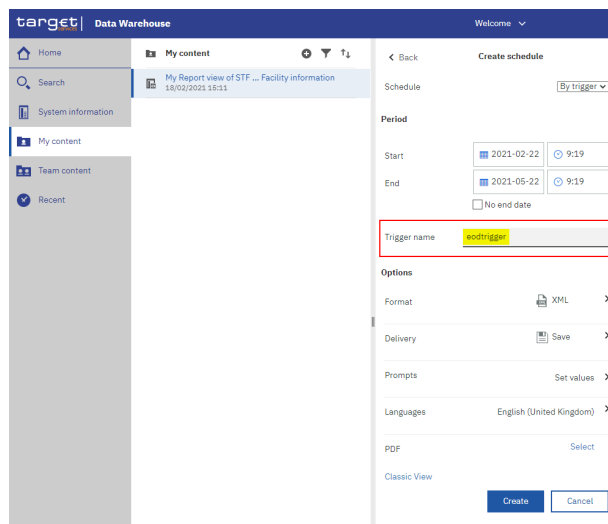 target| Data Warehouse
SERVICES
Welcome
Home
Search
System information
My content
Team content
Recent
My content
My Report view of STF ... Facility information
18/02/2021 15:11
Back
Create schedule
Schedule
By trigger
Period
Start
2021-02-22
9:19
End
2021-05-22
9:19
No end date
Trigger name
eodtrigger
Options
Format
XML
Delivery
Save
Prompts
Set values
Languages
English (United Kingdom)
PDF
Select
Classic View
Create
Cancel